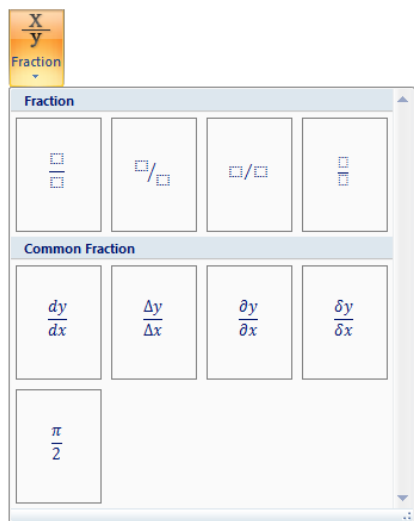 x
y
Fraction
Fraction
□/□
Common Fraction
dy Δy ∂y δy
dx Δx ∂x δx
π
2